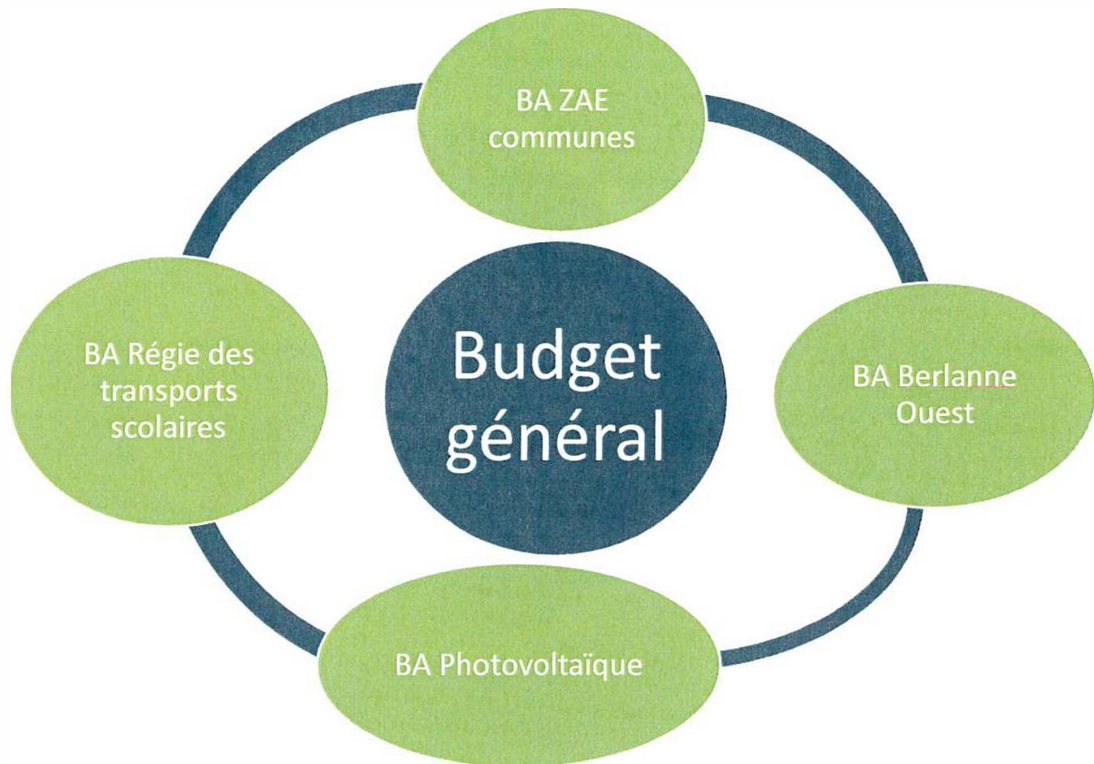 BA ZAE
communes
BA Régie des
transports
scolaires
Budget
général
BA Berlanne
Ouest
BA Photovoltaïque